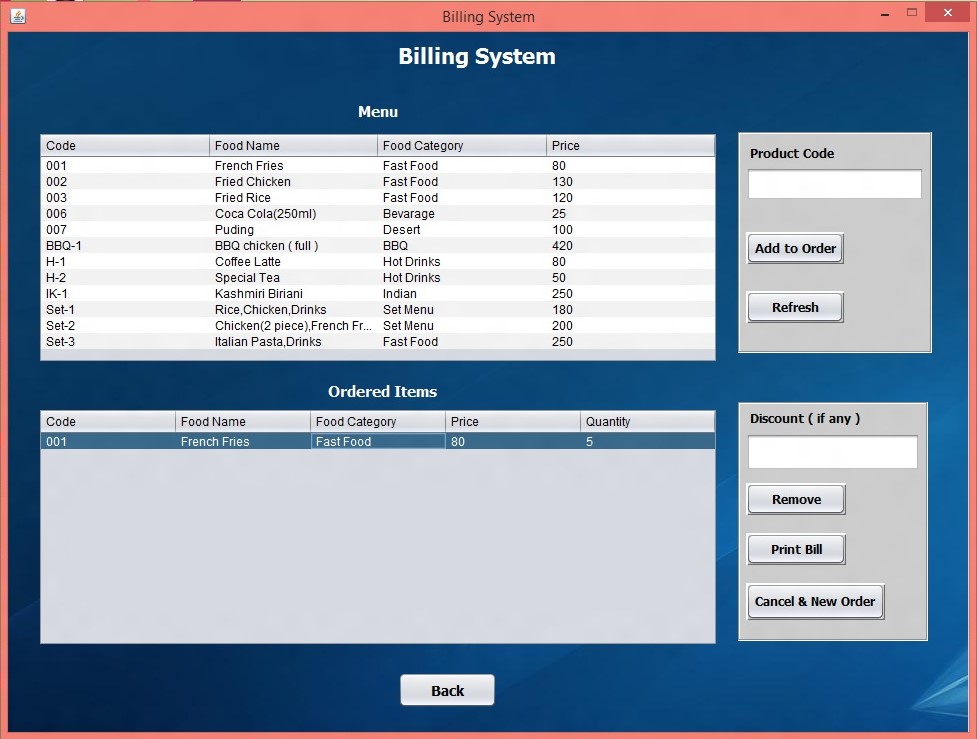 Billing System
Billing System
Menu
Code Food Name Food Category Price
001 French Fries Fast Food 80
002 Fried Chicken Fast Food 130
003 Fried Rice Fast Food 120
006 Coca Cola(250ml) Bevarage 25
007 Puding Desert 100
BBQ-1 BBQ chicken ( full ) BBQ 420
H-1 Coffee Latte Hot Drinks 80
H-2 Special Tea Hot Drinks 50
IK-1 Kashmiri Biriani Indian 250
Set-1 Rice,Chicken,Drinks Set Menu 180
Set-2 Chicken(2 piece),French Fr... Set Menu 200
Set-3 Italian Pasta,Drinks Fast Food 250
Product Code
Add to Order
Refresh
Ordered Items
Code Food Name Food Category Price Quantity
001 French Fries Fast Food 80 5
Discount ( if any )
Remove
Print Bill
Cancel & New Order
Back